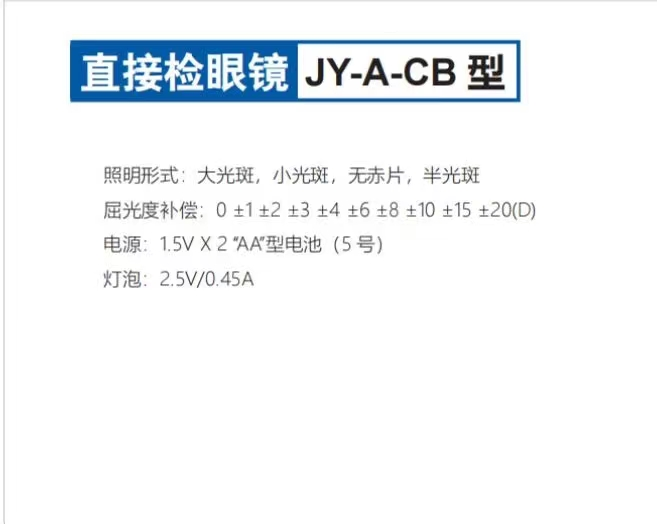 直接检眼镜 JY-A-CB 型
照明形式：大光斑，小光斑，无赤片，半光斑
屈光度补偿：0 ±1 ±2 ±3 ±4 ±6 ±8 ±10 ±15 ±20(D)
电源：1.5V X 2 “AA”型电池（5 号）
灯泡：2.5V/0.45A